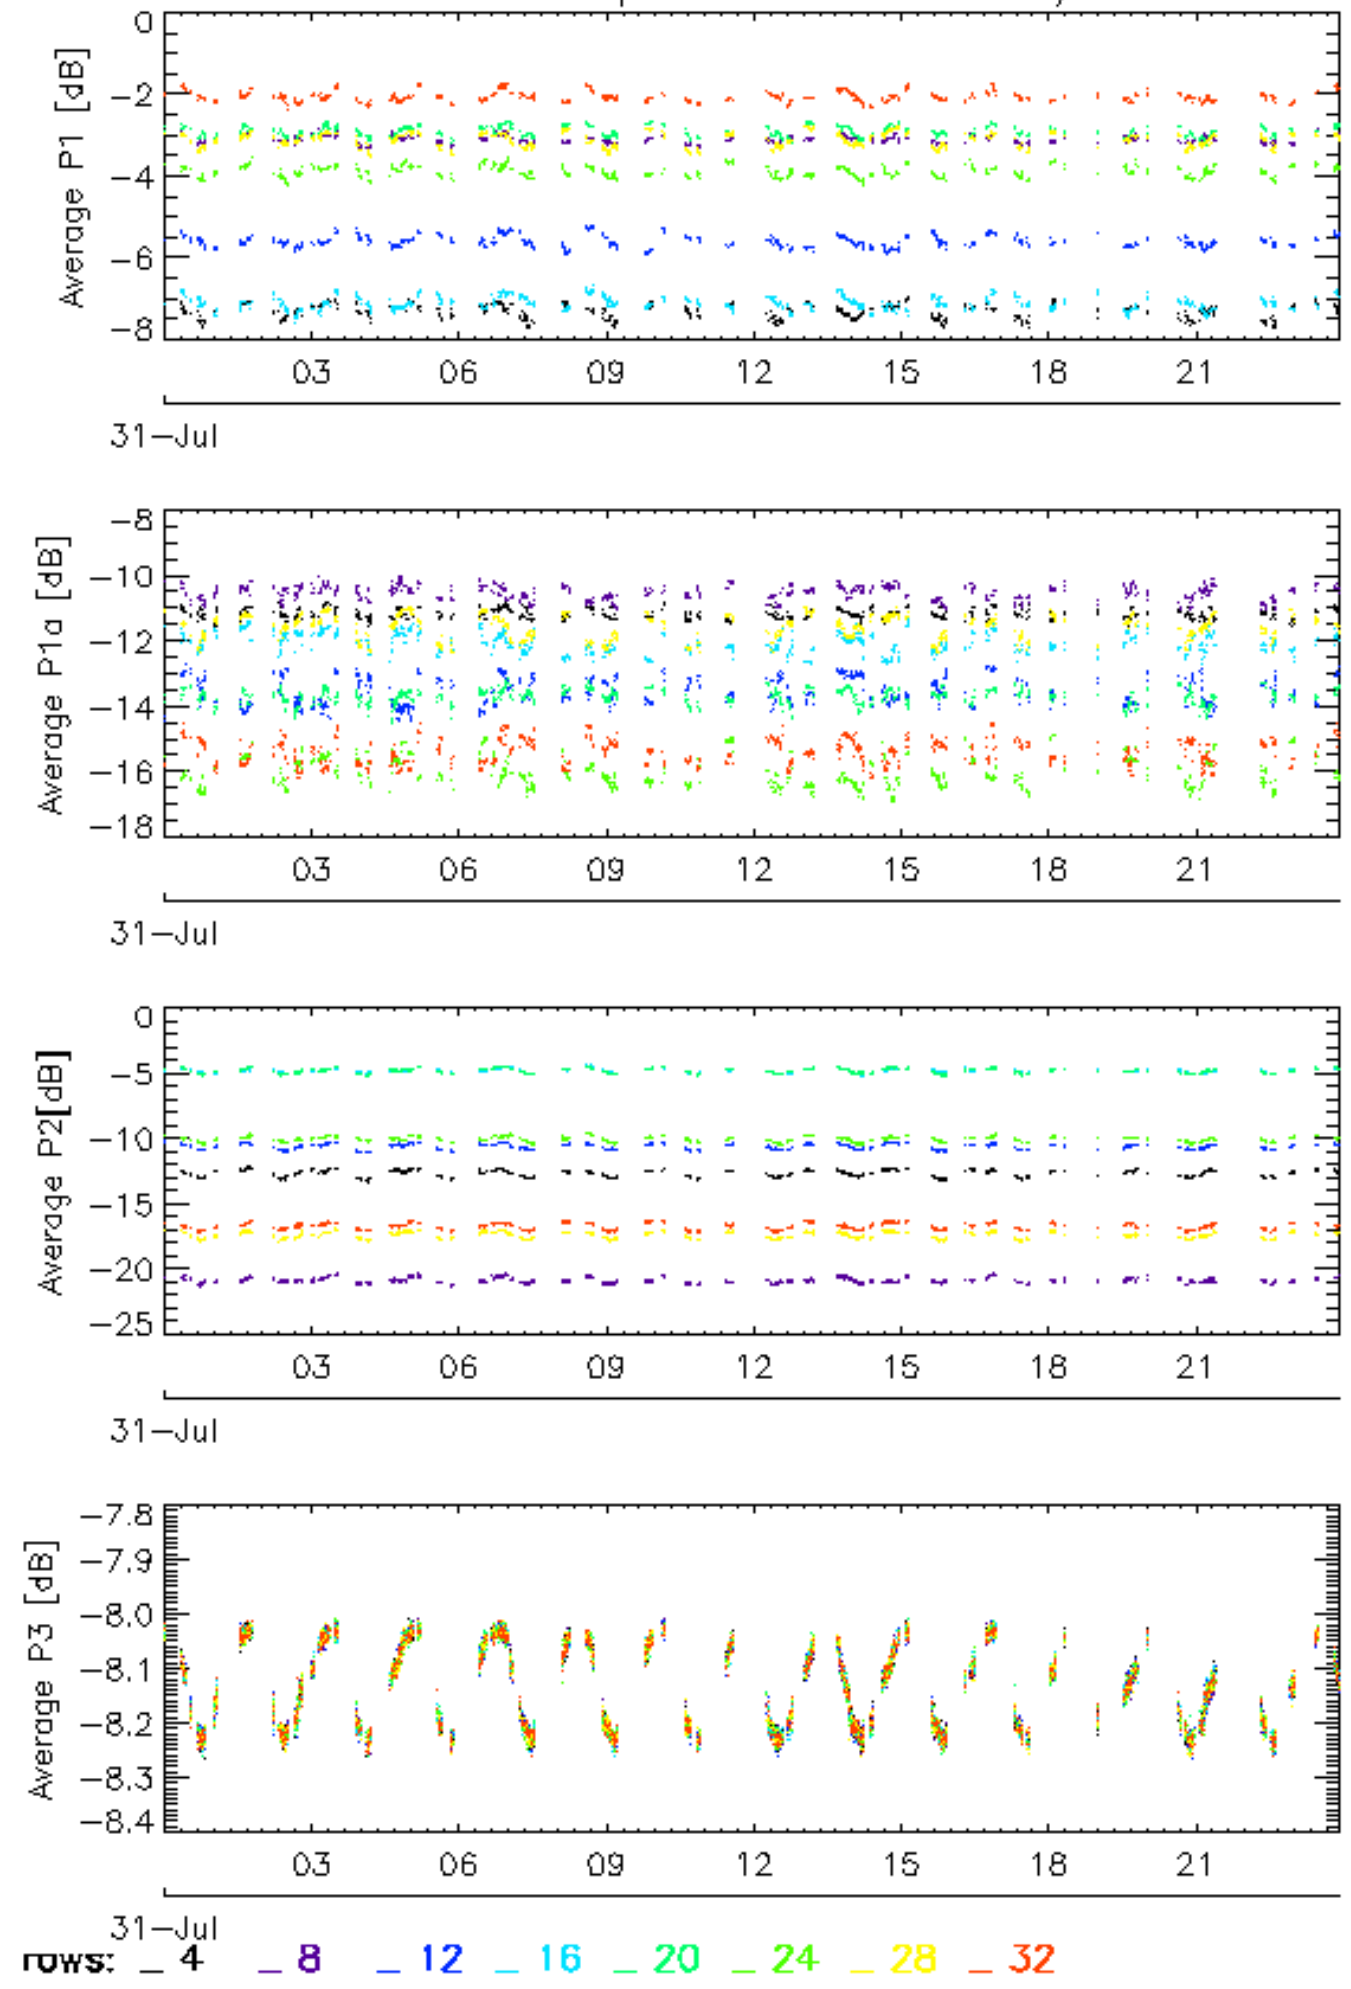 0
-2
-4
-6
-8
Average P1 [dB]
03 06 09 12 15 18 21
31-Jul
-8
-10
-12
-14
-16
-18
Average P1a [dB]
03 06 09 12 15 18 21
31-Jul
0
-5
-10
-15
-20
-25
Average P2[dB]
03 06 09 12 15 18 21
31-Jul
-7.8
-7.9
-8.0
-8.1
-8.2
-8.3
-8.4
Average P3 [dB]
03 06 09 12 15 18 21
31-Jul
rows: _ 4 _ 8 _ 12 _ 16 _ 20 _ 24 _ 28 _ 32